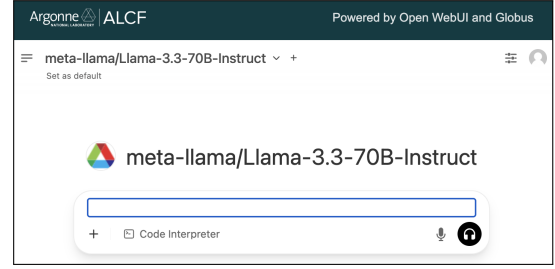 Argonne NATIONAL LABORATORY ALCF
Powered by Open WebUI and Globus
meta-llama/Llama-3.3-70B-Instruct +
Set as default
meta-llama/Llama-3.3-70B-Instruct
+ Code Interpreter